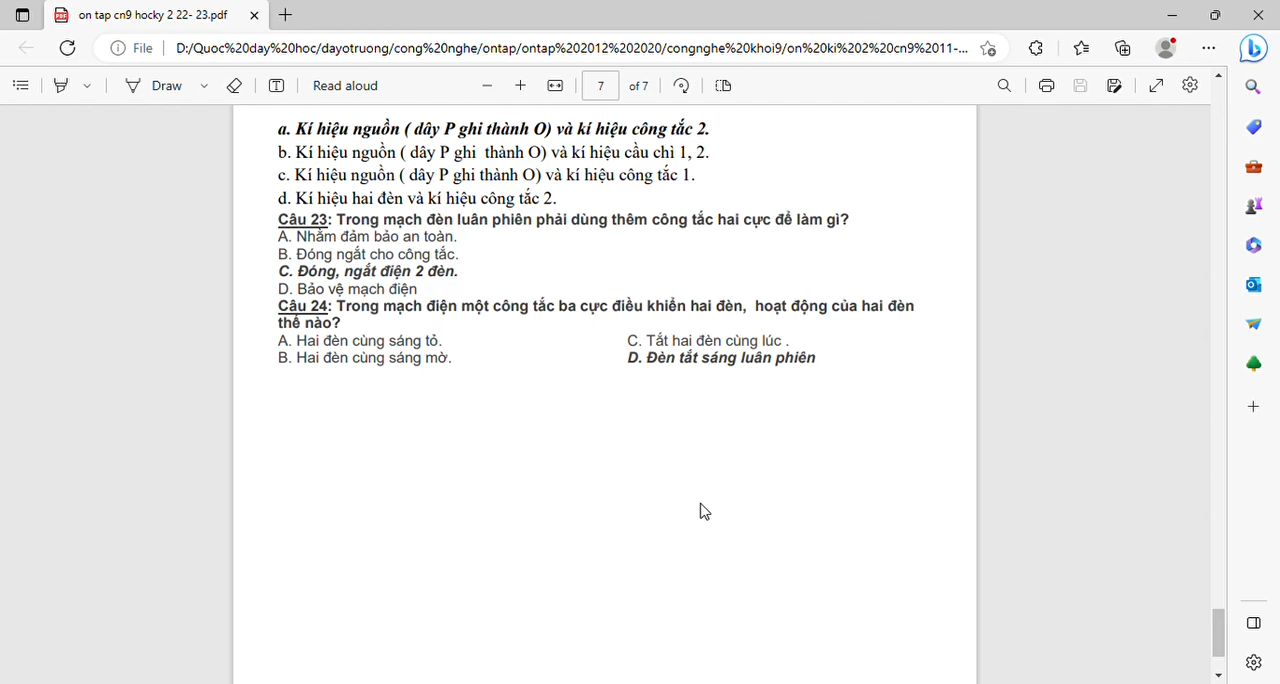 on tap cn9 hocky 2 22- 23.pdf
File D:/Quoc%20day%20hoc/dayotruong/cong%20nghe/ontap/ontap%202012%202020/congnghe%20khoi9/on%20ki%202%20cn9%2011-...
Draw Read aloud 7 of 7
a. Kí hiệu nguồn ( dây P ghi thành O) và kí hiệu công tắc 2.
b. Kí hiệu nguồn ( dây P ghi thành O) và kí hiệu cầu chì 1, 2.
c. Kí hiệu nguồn ( dây P ghi thành O) và kí hiệu công tắc 1.
d. Kí hiệu hai đèn và kí hiệu công tắc 2.
Câu 23: Trong mạch đèn luân phiên phải dùng thêm công tắc hai cực để làm gì?
A. Nhằm đảm bảo an toàn.
B. Đóng ngắt cho công tắc.
C. Đóng, ngắt điện 2 đèn.
D. Bảo vệ mạch điện
Câu 24: Trong mạch điện một công tắc ba cực điều khiển hai đèn, hoạt động của hai đèn
thế nào?
A. Hai đèn cùng sáng tỏ. C. Tắt hai đèn cùng lúc .
B. Hai đèn cùng sáng mờ. D. Đèn tắt sáng luân phiên